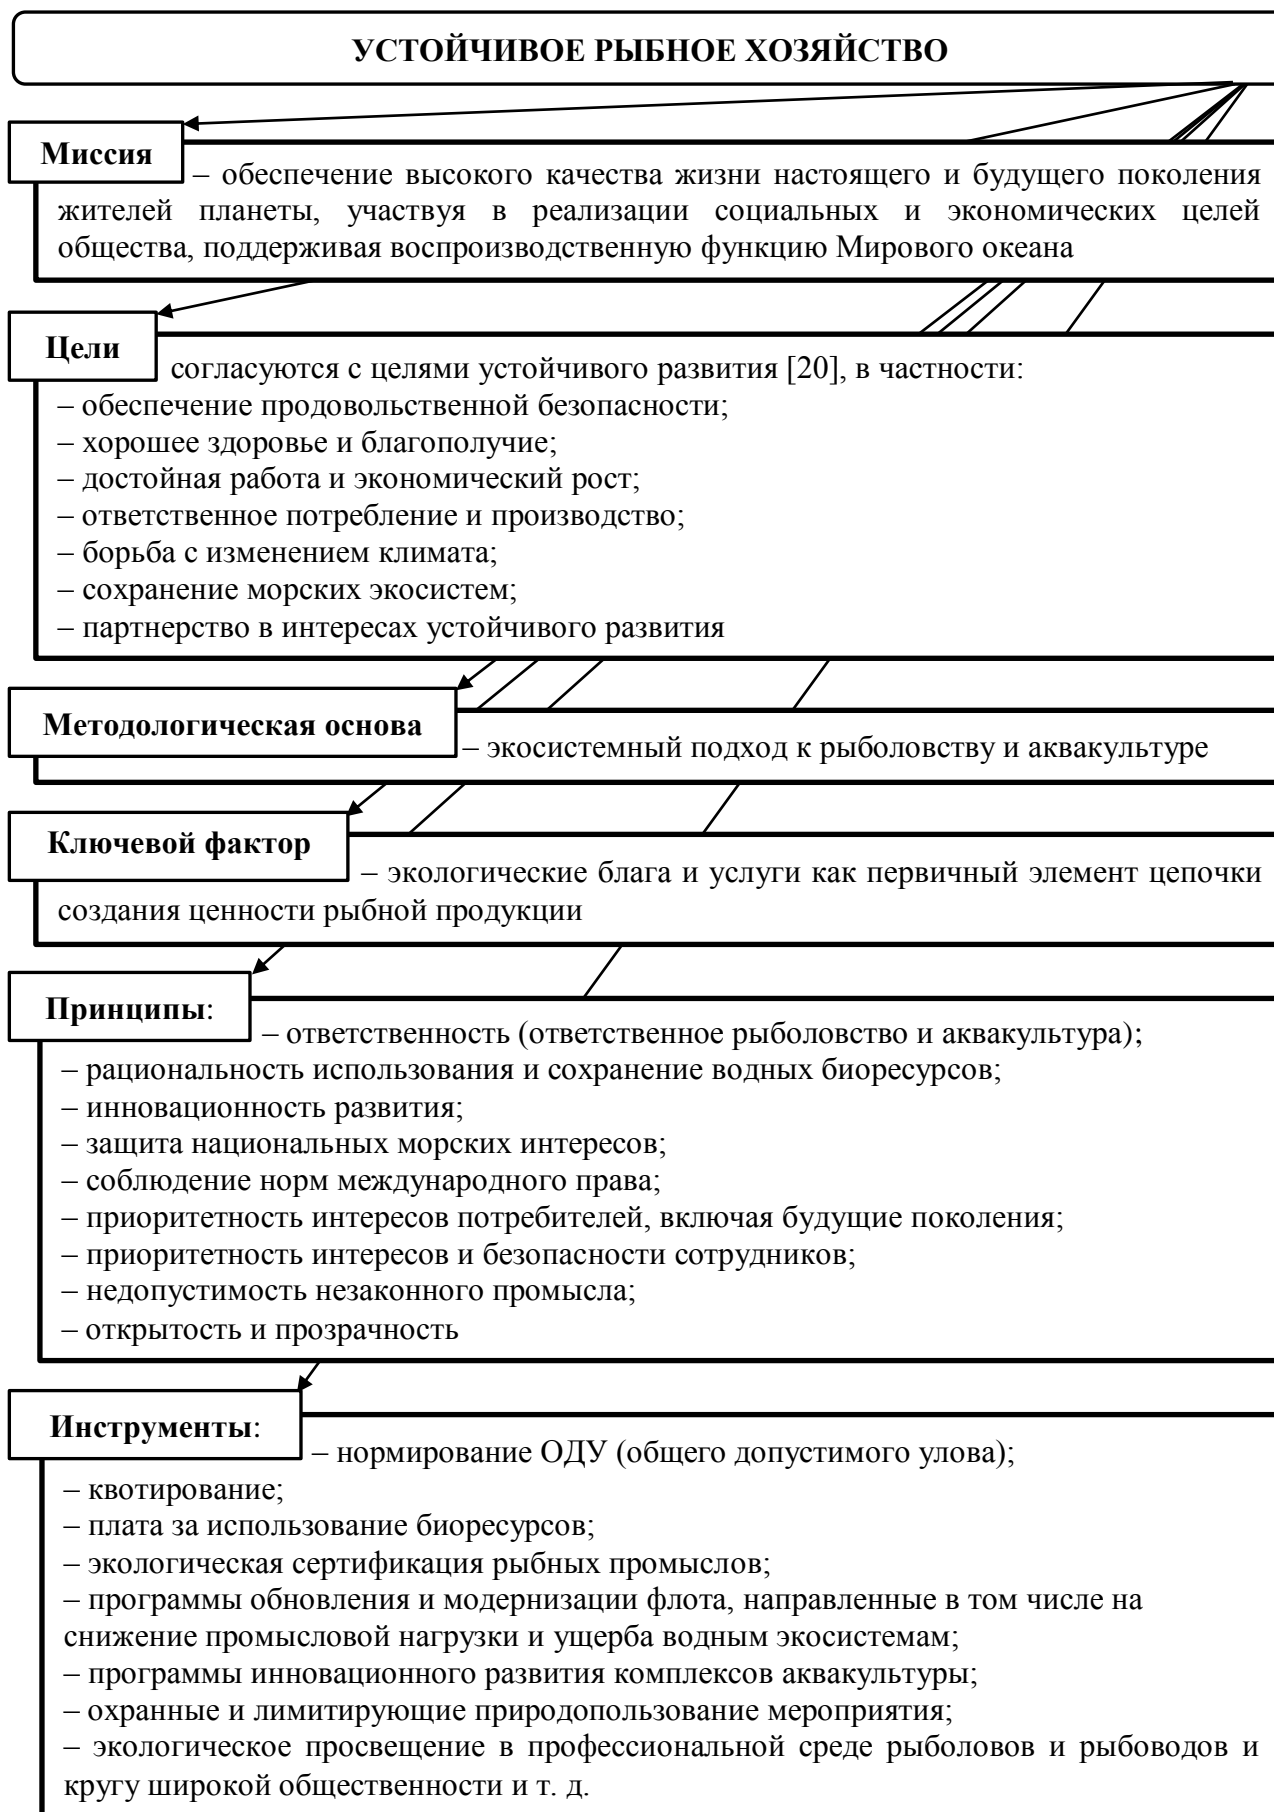 УСТОЙЧИВОЕ РЫБНОЕ ХОЗЯЙСТВО
Миссия
– обеспечение высокого качества жизни настоящего и будущего поколения
жителей планеты, участвуя в реализации социальных и экономических целей
общества, поддерживая воспроизводственную функцию Мирового океана
Цели
согласуются с целями устойчивого развития [20], в частности:
– обеспечение продовольственной безопасности;
– хорошее здоровье и благополучие;
– достойная работа и экономический рост;
– ответственное потребление и производство;
– борьба с изменением климата;
– сохранение морских экосистем;
– партнерство в интересах устойчивого развития
Методологическая основа
– экосистемный подход к рыболовству и аквакультуре
Ключевой фактор
– экологические блага и услуги как первичный элемент цепочки
создания ценности рыбной продукции
Принципы:
– ответственность (ответственное рыболовство и аквакультура);
– рациональность использования и сохранение водных биоресурсов;
– инновационность развития;
– защита национальных морских интересов;
– соблюдение норм международного права;
– приоритетность интересов потребителей, включая будущие поколения;
– приоритетность интересов и безопасности сотрудников;
– недопустимость незаконного промысла;
– открытость и прозрачность
Инструменты:
– нормирование ОДУ (общего допустимого улова);
– квотирование;
– плата за использование биоресурсов;
– экологическая сертификация рыбных промыслов;
– программы обновления и модернизации флота, направленные в том числе на
снижение промысловой нагрузки и ущерба водным экосистемам;
– программы инновационного развития комплексов аквакультуры;
– охранные и лимитирующие природопользование мероприятия;
– экологическое просвещение в профессиональной среде рыболовов и рыбоводов и
кругу широкой общественности и т. д.